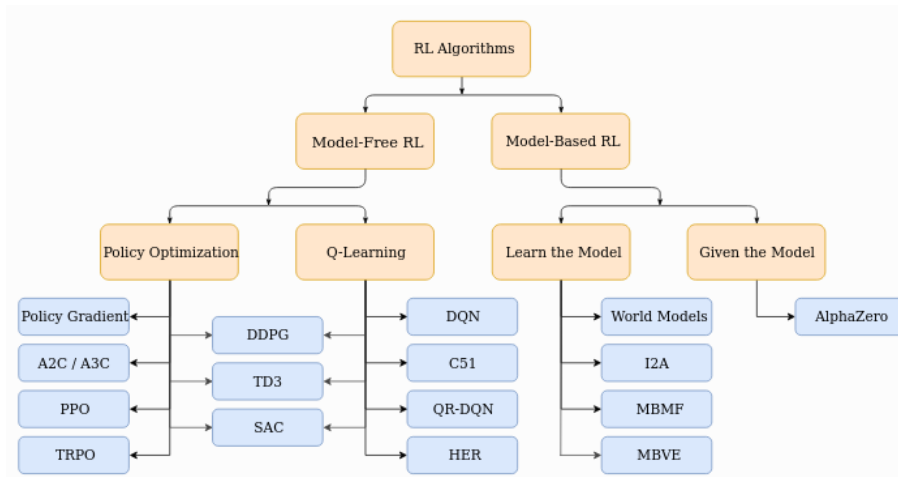 RL Algorithms
Model-Free RL
Model-Based RL
Policy Optimization
Q-Learning
Learn the Model
Given the Model
Policy Gradient
DDPG
DQN
World Models
AlphaZero
A2C / A3C
TD3
C51
I2A
PPO
SAC
QR-DQN
MBMF
TRPO
HER
MBVE